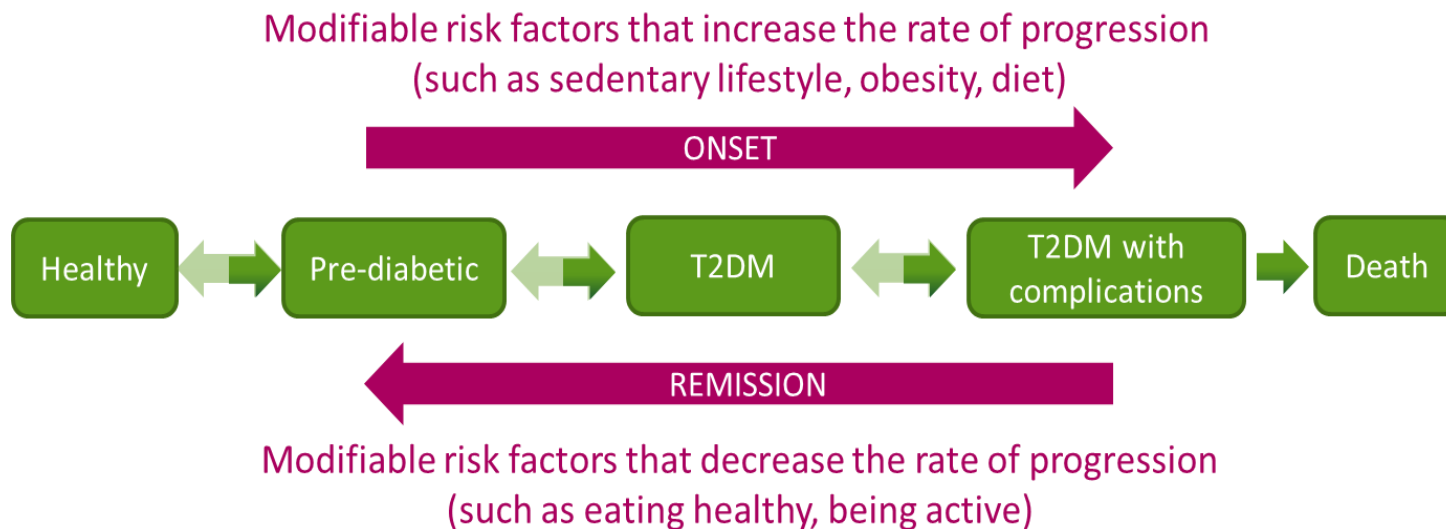 Modifiable risk factors that increase the rate of progression
(such as sedentary lifestyle, obesity, diet)
ONSET
Healthy
Pre-diabetic
T2DM
T2DM with
complications
Death
REMISSION
Modifiable risk factors that decrease the rate of progression
(such as eating healthy, being active)